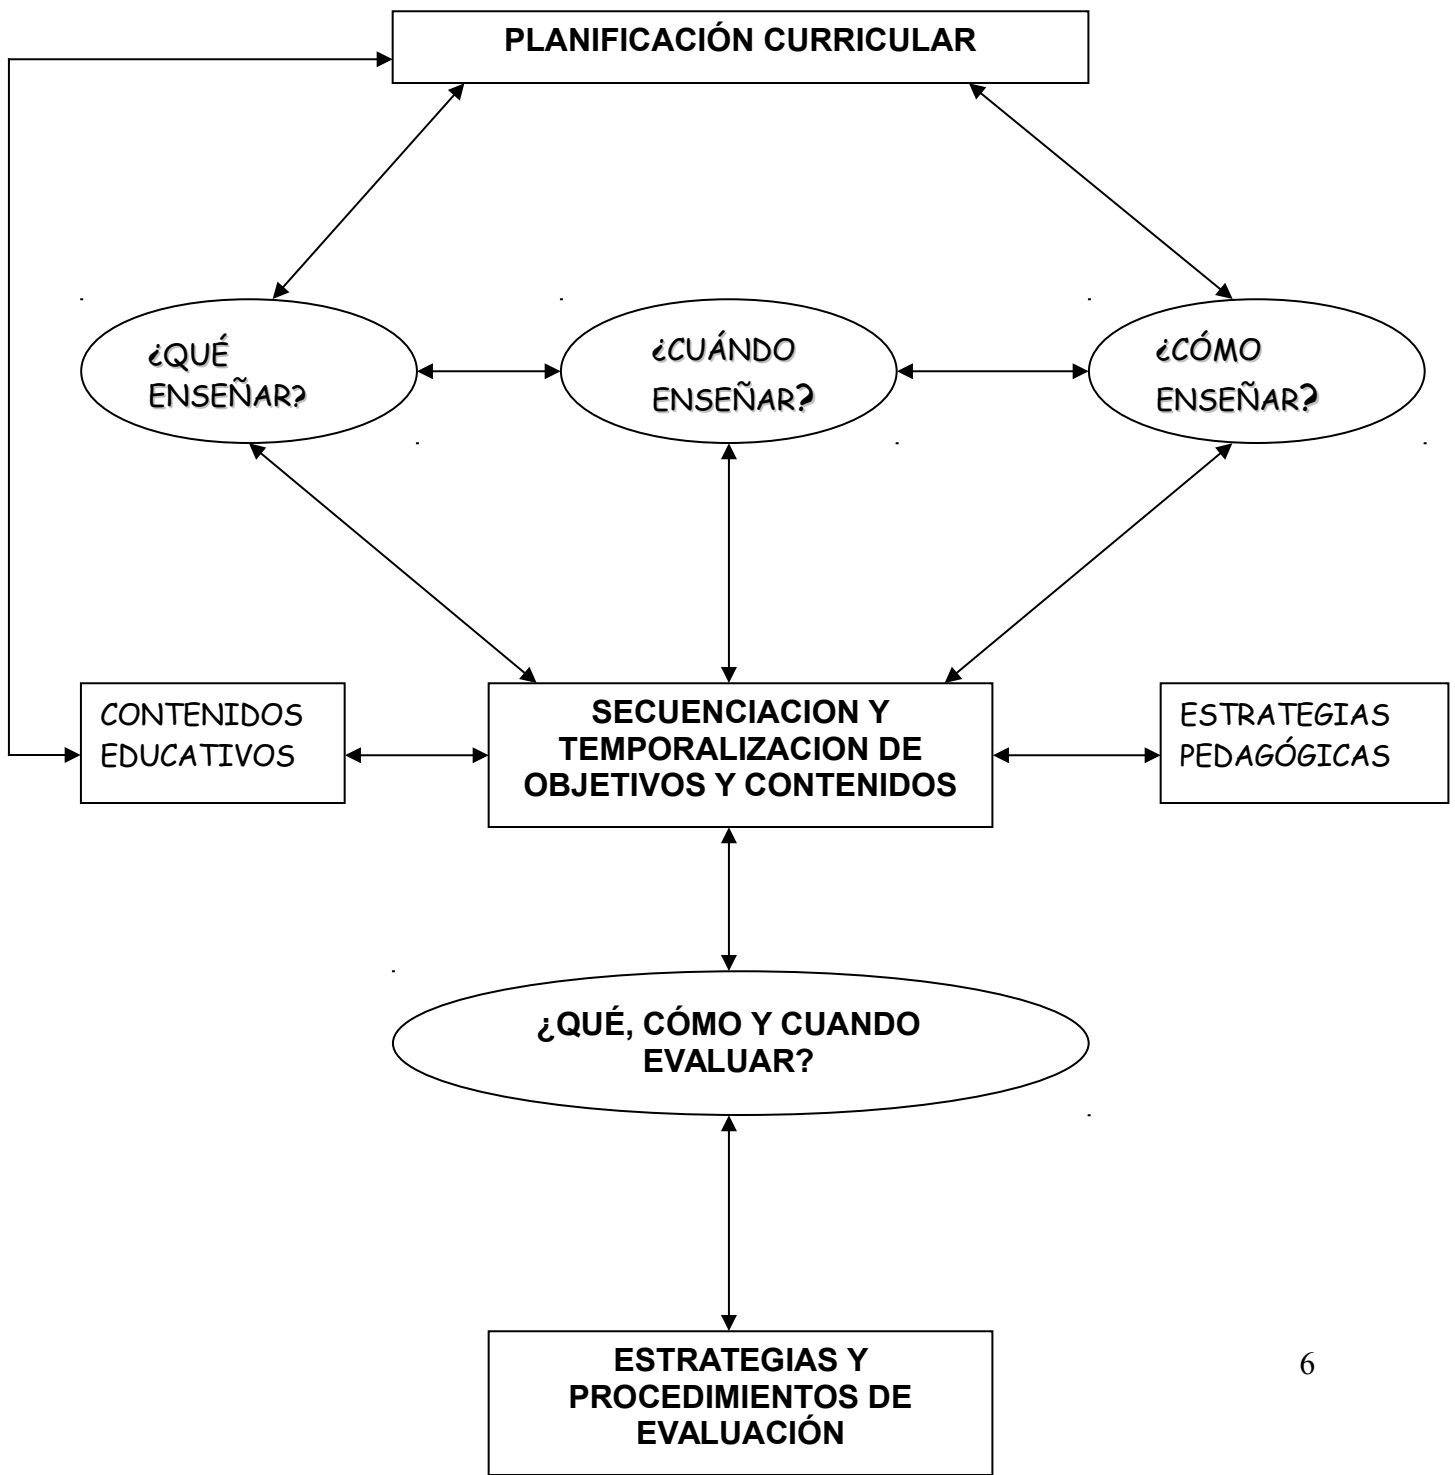 PLANIFICACIÓN CURRICULAR
¿QUÉ
ENSEÑAR?
¿CUÁNDO
ENSEÑAR?
¿CÓMO
ENSEÑAR?
CONTENIDOS
EDUCATIVOS
SECUENCIACION Y
TEMPORALIZACION DE
OBJETIVOS Y CONTENIDOS
ESTRATEGIAS
PEDAGÓGICAS
¿QUÉ, CÓMO Y CUANDO
EVALUAR?
ESTRATEGIAS Y
PROCEDIMIENTOS DE
EVALUACIÓN
6